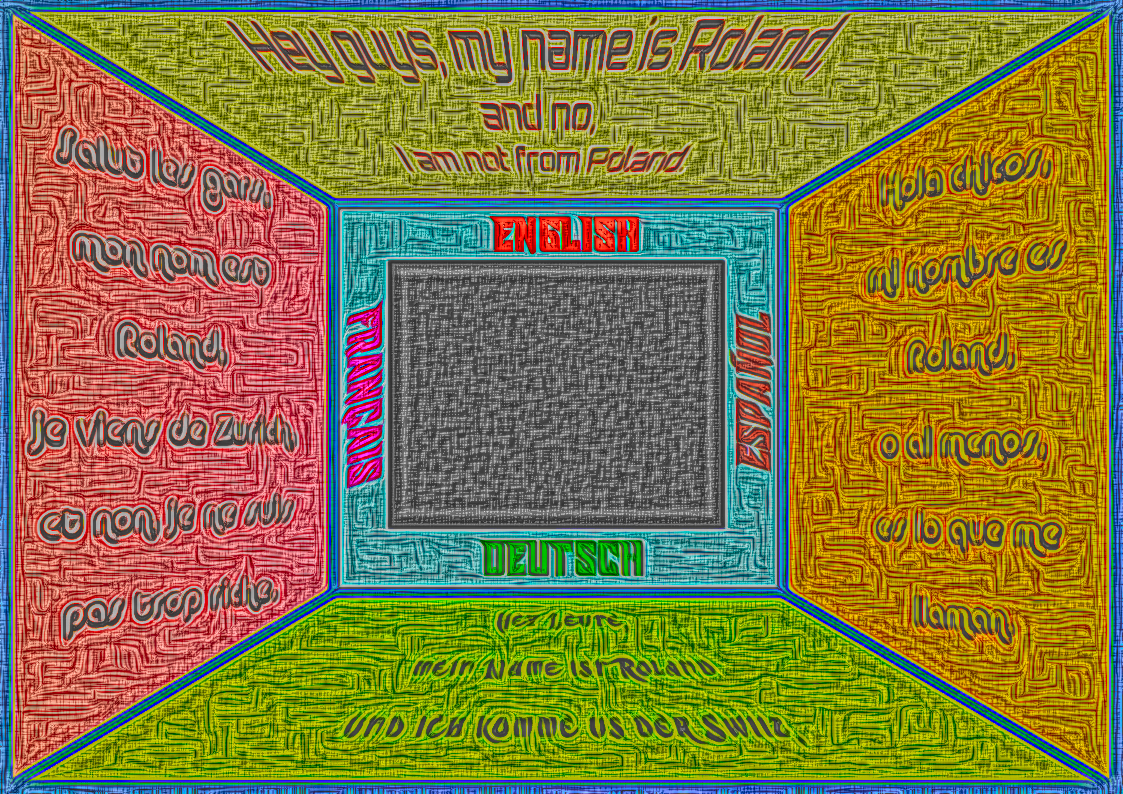 Hey guys, my name is Roland,
and no,
I am not from Poland
Salut les gars,
mon nom est
Roland,
je viens de Zurich,
et non, je ne suis
pas trop riche.
ENGLISH
FRANÇAIS
ESPAÑOL
DEUTSCH
Hola chicos,
mi nombre es
Roland,
o al menos,
es lo que me
llaman.
Hey Leute
mein Name ist Roland
und ich komme us der Swiiz